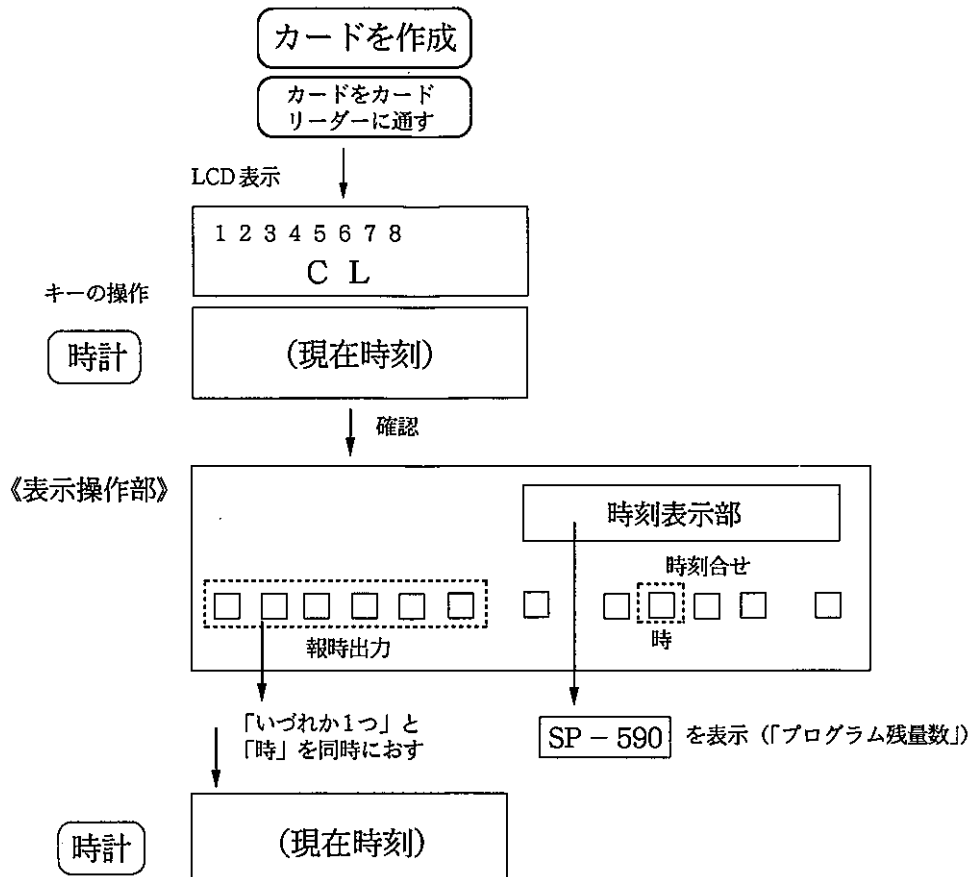 カードを作成
カードをカード
リーダーに通す
LCD表示
1 2 3 4 5 6 7 8
C L
キーの操作
時計
(現在時刻)
確認
《表示操作部》
時刻表示部
時刻合せ
報時出力
時
「いづれか1つ」と
「時」を同時におす
SP-590 を表示(「プログラム残量数」)
時計
(現在時刻)